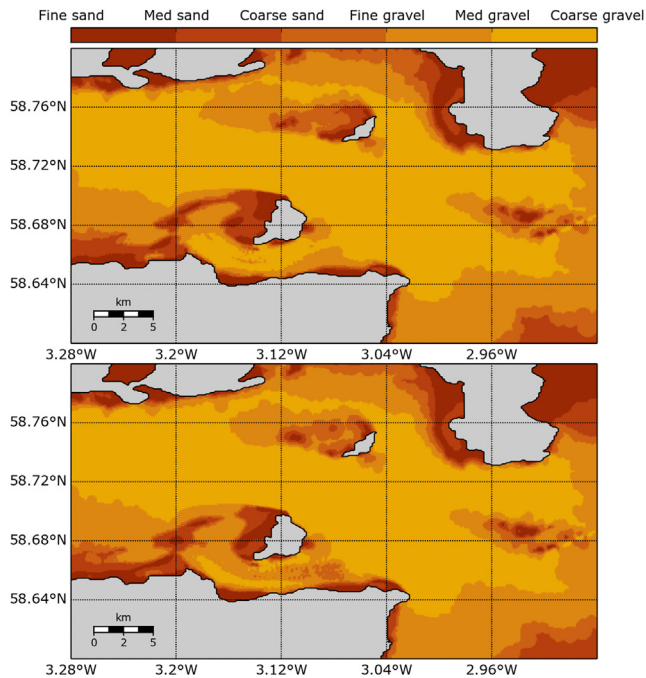 Fine sand Med sand Coarse sand Fine gravel Med gravel Coarse gravel
58.76°N
58.72°N
58.68°N
58.64°N
km
0 2 5
3.28°W 3.2°W 3.12°W 3.04°W 2.96°W
58.76°N
58.72°N
58.68°N
58.64°N
km
0 2 5
3.28°W 3.2°W 3.12°W 3.04°W 2.96°W